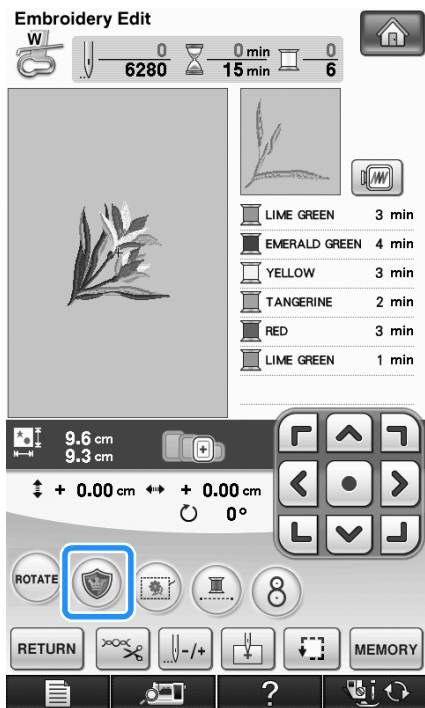 Embroidery Edit
W
0
6280
0 min
15 min
0
6
LIME GREEN 3 min
EMERALD GREEN 4 min
YELLOW 3 min
TANGERINE 2 min
RED 3 min
LIME GREEN 1 min
9.6 cm
9.3 cm
+ 0.00 cm + 0.00 cm
0°
ROTATE
8
RETURN -/+ MEMORY
?